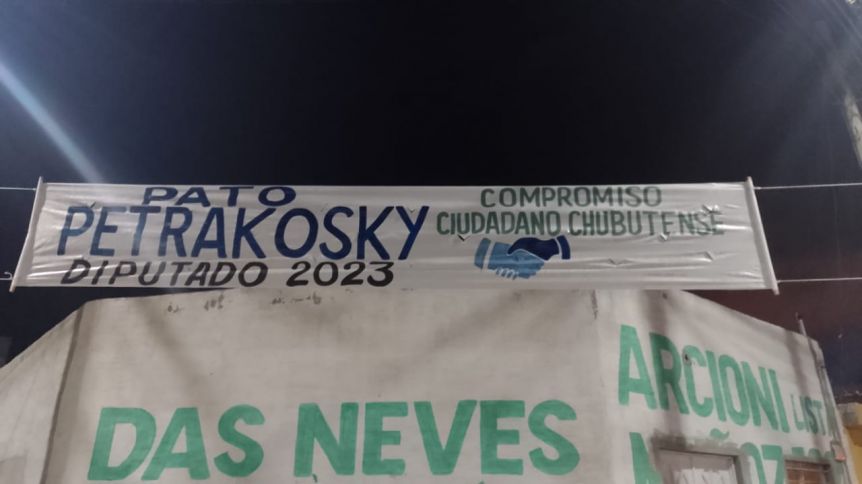 PATO
PETRAKOSKY
DIPUTADO 2023
COMPROMISO
CIUDADANO CHUBUTENSE
DAS NEVES
ARCIONI